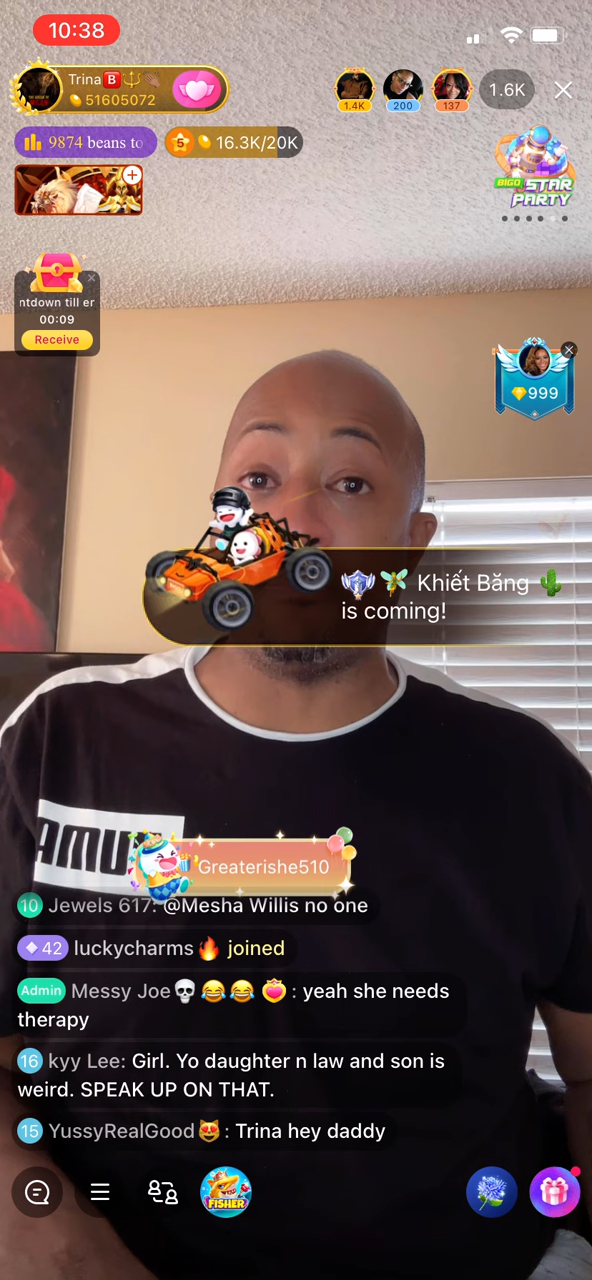 10:38
Trina🅱️🔱🤎
51605072
1.4K
200
137
1.6K
9874 beans to
5 16.3K/20K
BIGO STAR
PARTY
ntdown till er
00:09
Receive
999
Khiết Băng 🌵
is coming!
Greaterishe510
10 Jewels 617: @Mesha Willis no one
42 luckycharms🔥 joined
Admin Messy Joe💀😂😂🍑: yeah she needs
therapy
16 kyy Lee: Girl. Yo daughter n law and son is
weird. SPEAK UP ON THAT.
15 YussyRealGood😻: Trina hey daddy
FISHER